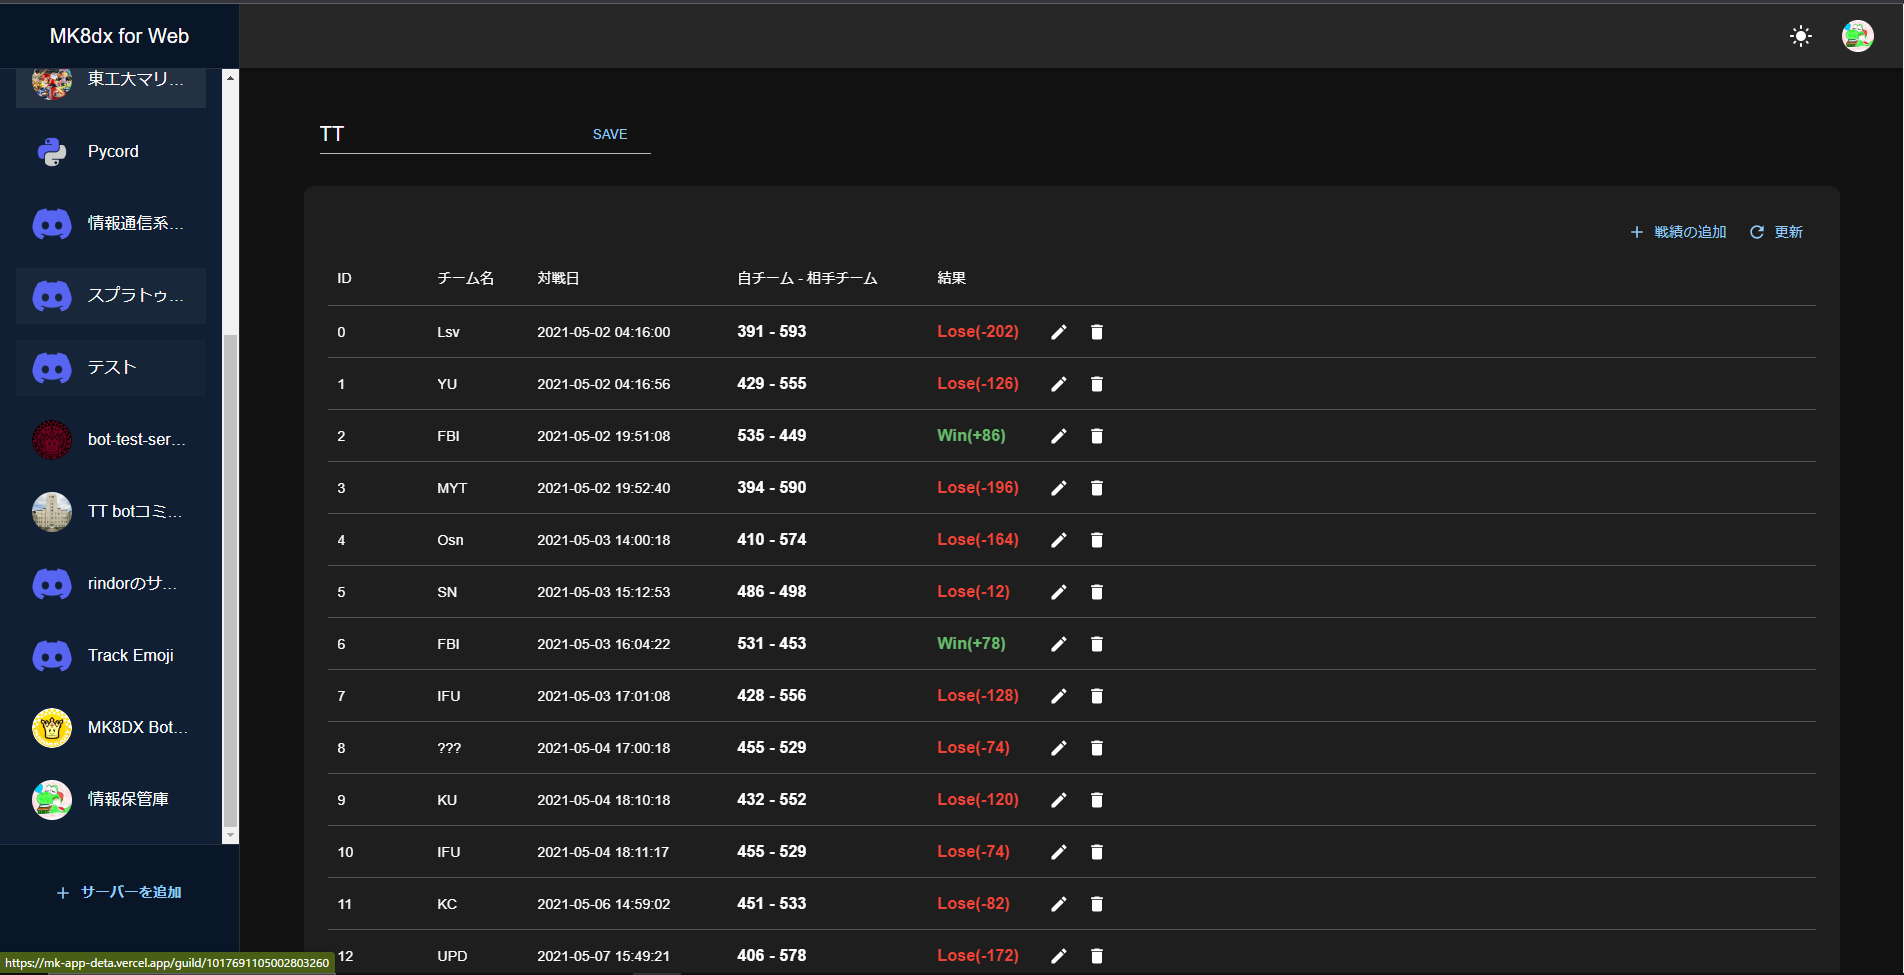 MK8dx for Web
東工大マリ...
Pycord
情報通信系...
スプラトゥ...
テスト
bot-test-ser...
TT botコミ...
rindorのサ...
Track Emoji
MK8DX Bot...
情報保管庫
サーバーを追加
https://mk-app-deta.vercel.app/guild/1017691105002803260
TT SAVE
戦績の追加 更新
ID チーム名 対戦日 自チーム - 相手チーム 結果
0 Lsv 2021-05-02 04:16:00 391 - 593 Lose(-202)
1 YU 2021-05-02 04:16:56 429 - 555 Lose(-126)
2 FBI 2021-05-02 19:51:08 535 - 449 Win(+86)
3 MYT 2021-05-02 19:52:40 394 - 590 Lose(-196)
4 Osn 2021-05-03 14:00:18 410 - 574 Lose(-164)
5 SN 2021-05-03 15:12:53 486 - 498 Lose(-12)
6 FBI 2021-05-03 16:04:22 531 - 453 Win(+78)
7 IFU 2021-05-03 17:01:08 428 - 556 Lose(-128)
8 ??? 2021-05-04 17:00:18 455 - 529 Lose(-74)
9 KU 2021-05-04 18:10:18 432 - 552 Lose(-120)
10 IFU 2021-05-04 18:11:17 455 - 529 Lose(-74)
11 KC 2021-05-06 14:59:02 451 - 533 Lose(-82)
12 UPD 2021-05-07 15:49:21 406 - 578 Lose(-172)